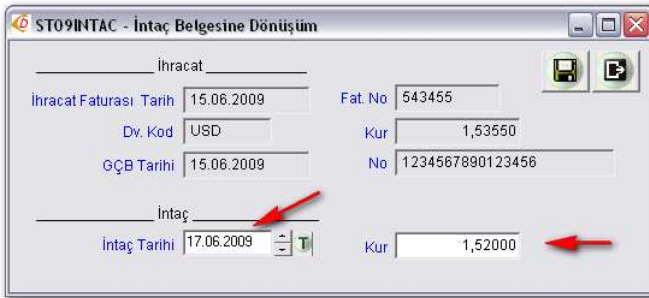 ST09INTAC - İntaç Belgesine Dönüşüm
İhracat
İhracat Faturası Tarih 15.06.2009 Fat. No 543455
Dv. Kod USD Kur 1,53550
GÇB Tarihi 15.06.2009 No 1234567890123456
İntaç
İntaç Tarihi 17.06.2009 T Kur 1,52000